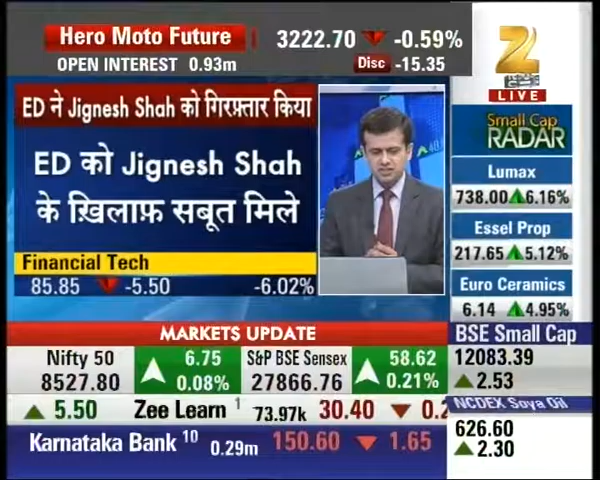 Hero Moto Future 3222.70 -0.59%
OPEN INTEREST 0.93m Disc -15.35
LIVE
ED ने Jignesh Shah को गिरफ़्तार किया
ED को Jignesh Shah
के ख़िलाफ़ सबूत मिले
Financial Tech
85.85 -5.50 -6.02%
Small Cap
RADAR
Lumax
738.00 6.16%
Essel Prop
217.65 5.12%
Euro Ceramics
6.14 4.95%
MARKETS UPDATE
Nifty 50 6.75 S&P BSE Sensex 58.62
8527.80 0.08% 27866.76 0.21%
BSE Small Cap
12083.39
2.53
5.50 Zee Learn 1 73.97k 30.40 0.2
NCDEX Soya Oil
626.60
2.30
Karnataka Bank 10 0.29m 150.60 1.65